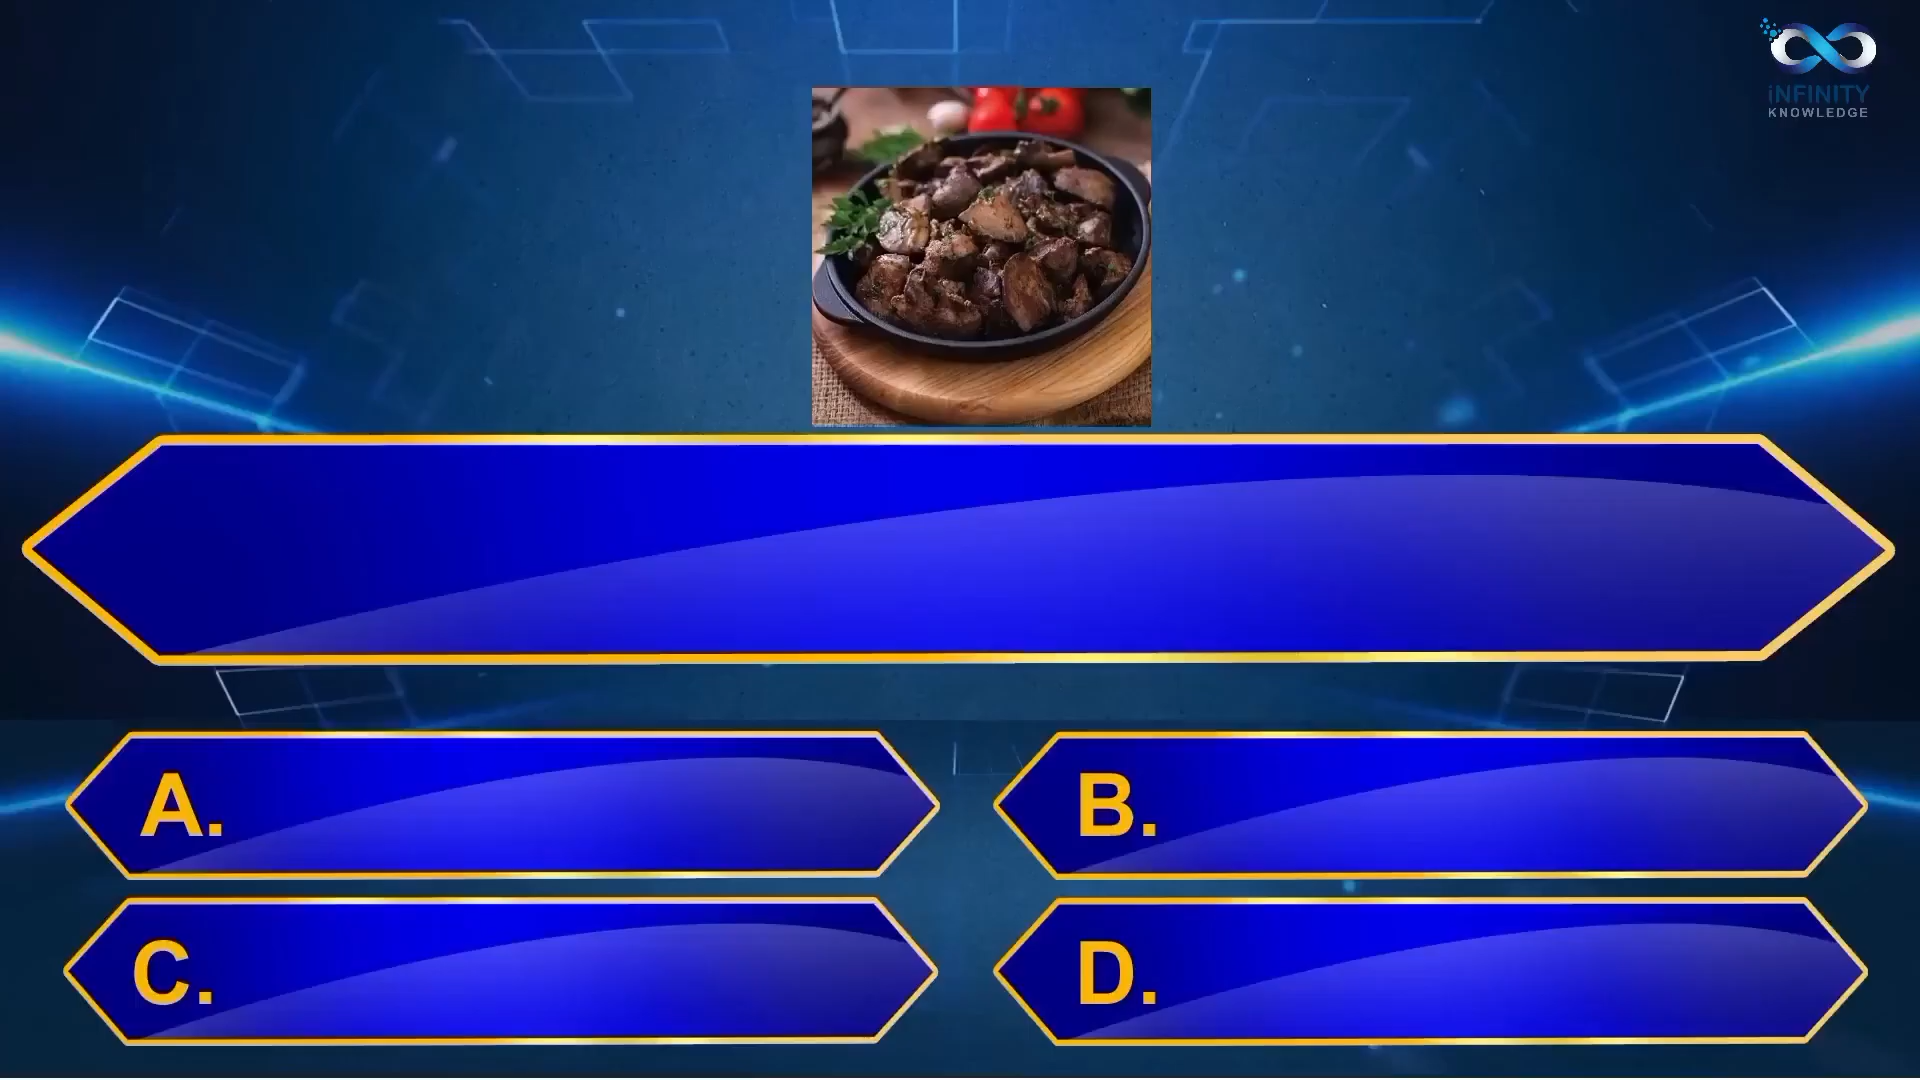 iNFINITY
KNOWLEDGE
A.
B.
C.
D.